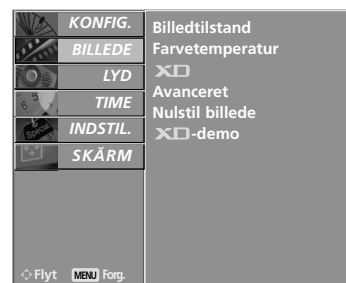 KONFIG.
BILLEDE
LYD
TIME
INDSTIL.
SKÄRM
Billedtilstand
Farvetemperatur
XD
Avanceret
Nulstil billede
XD-demo
Flyt MENU Forg.